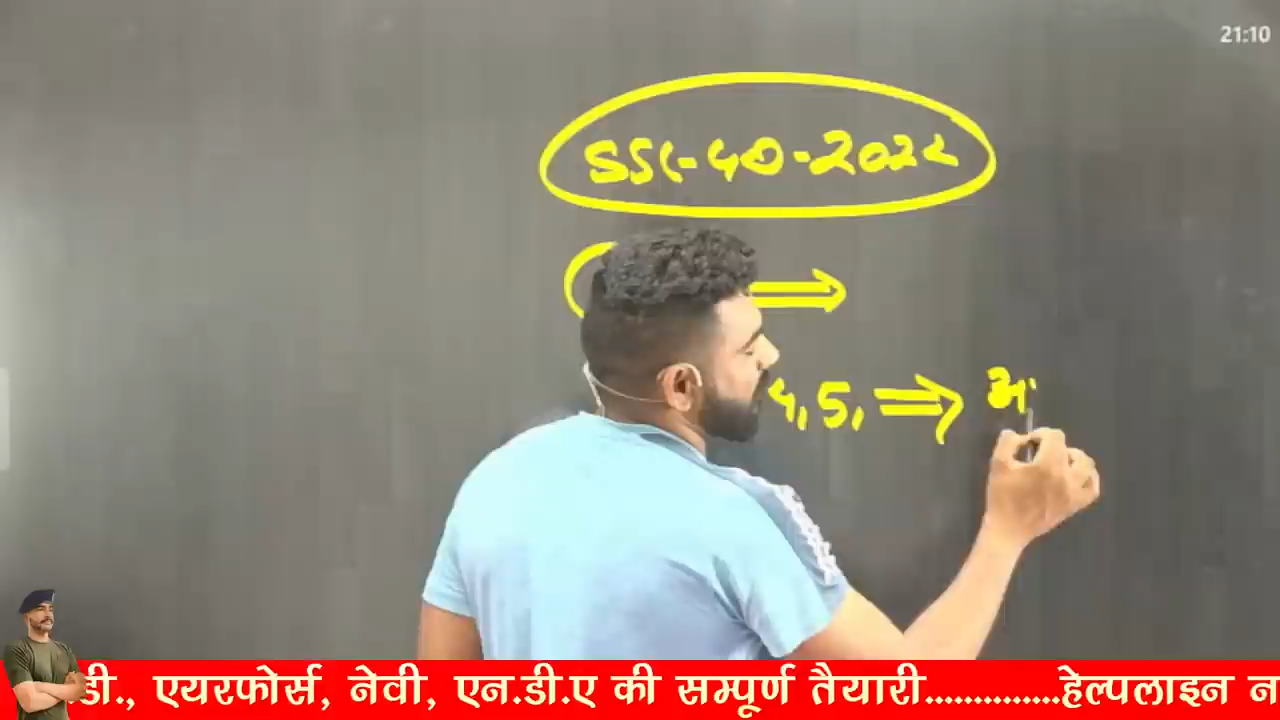 21:10
SSC-GD-2022
4, 5, ⇒
डी., एयरफोर्स, नेवी, एन.डी.ए की सम्पूर्ण तैयारी..............हेल्पलाइन न